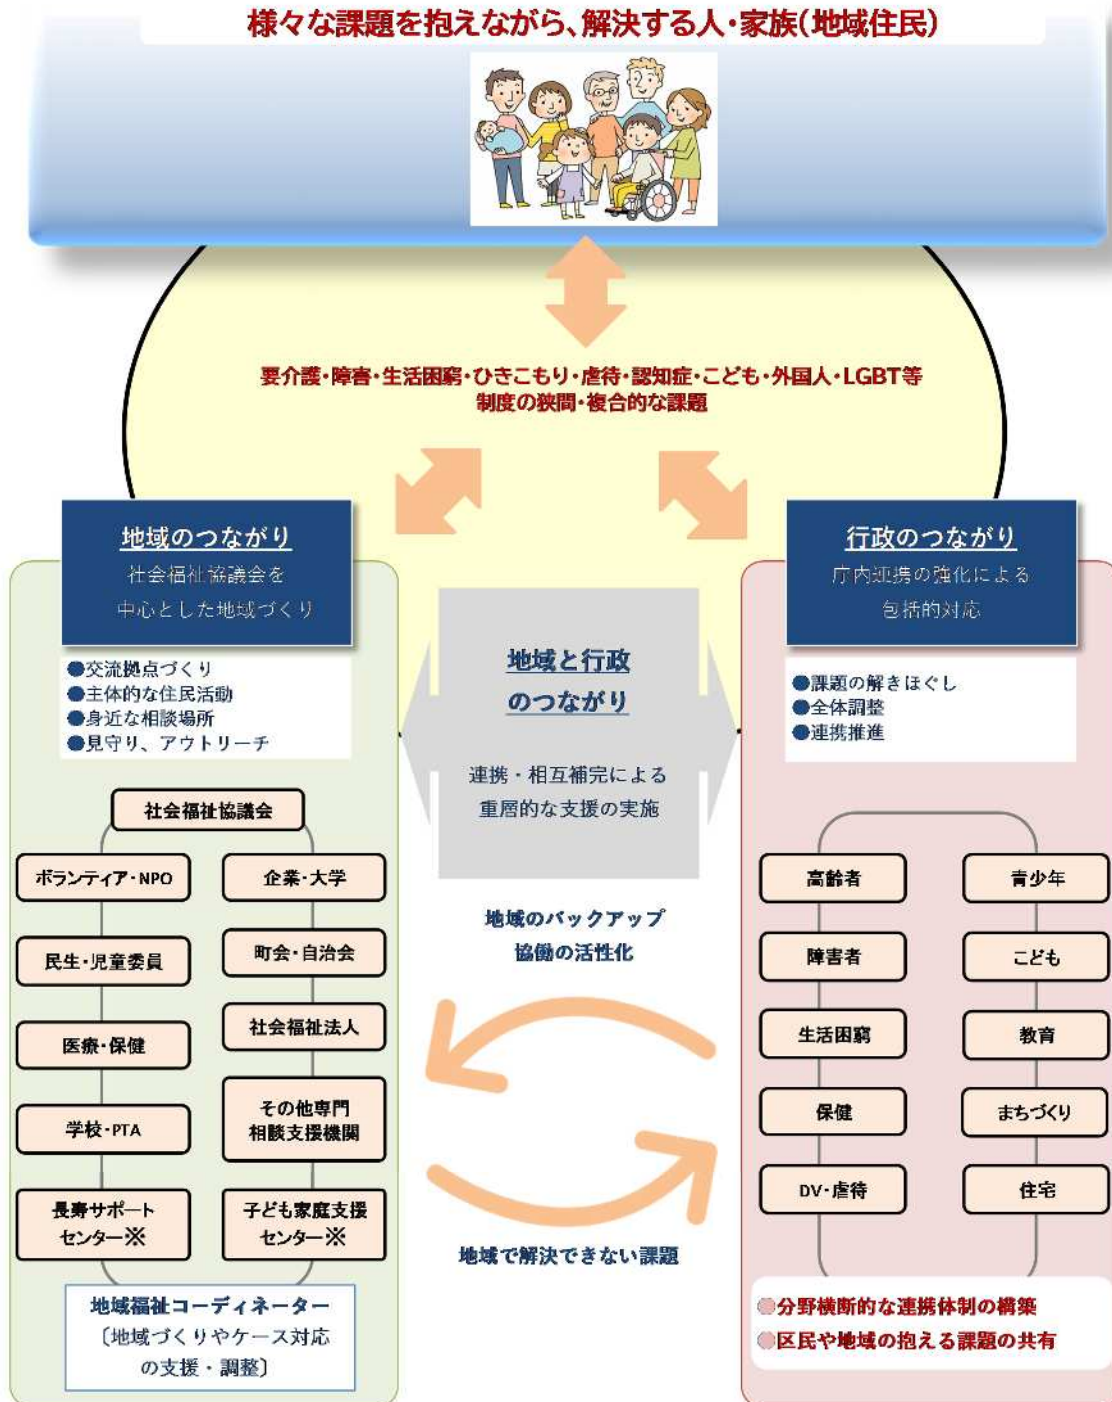 様々な課題を抱えながら、解決する人・家族(地域住民)
要介護・障害・生活困窮・ひきこもり・虐待・認知症・こども・外国人・LGBT等
制度の狭間・複合的な課題
地域のつながり
社会福祉協議会を
中心とした地域づくり
●交流拠点づくり
●主体的な住民活動
●身近な相談場所
●見守り、アウトリーチ
社会福祉協議会
ボランティア・NPO
企業・大学
民生・児童委員
町会・自治会
医療・保健
社会福祉法人
学校・PTA
その他専門
相談支援機関
長寿サポート
センター※
子ども家庭支援
センター※
地域福祉コーディネーター
〔地域づくりやケース対応
の支援・調整〕
地域と行政
のつながり
連携・相互補完による
重層的な支援の実施
地域のバックアップ
協働の活性化
地域で解決できない課題
行政のつながり
庁内連携の強化による
包括的対応
●課題の解きほぐし
●全体調整
●連携推進
高齢者
青少年
障害者
こども
生活困窮
教育
保健
まちづくり
DV・虐待
住宅
●分野横断的な連携体制の構築
●区民や地域の抱える課題の共有